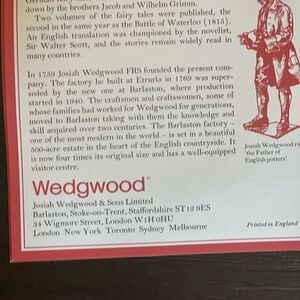 down by the brothers Jacob and Wilhelm Grimm.
Two volumes of the fairy tales were published, the
second in the same year as the Battle of Waterloo (1815).
An English translation was championed by the novelist,
Sir Walter Scott, and the stories remain widely read in
many countries.
In 1759 Josiah Wedgwood FRS founded the present com-
pany. The factory he built at Etruria in 1769 was super-
seded by the new one at Barlaston, where production
started in 1940. The craftsmen and craftswomen, some of
whose families had worked for Wedgwood for generations,
moved to Barlaston taking with them the knowledge and
skill acquired over two centuries. The Barlaston factory –
one of the most modern in the world – is set in a beautiful
500-acre estate in the heart of the English countryside. It
is now four times its original size and has a well-equipped
visitor centre.
Josiah Wedgwood
'the Father of
English potters'
Wedgwood
Josiah Wedgwood & Sons Limited
Barlaston, Stoke-on-Trent, Staffordshire ST12 9ES
34 Wigmore Street, London W1H 0HU
London New York Toronto Sydney Melbourne
Printed in England